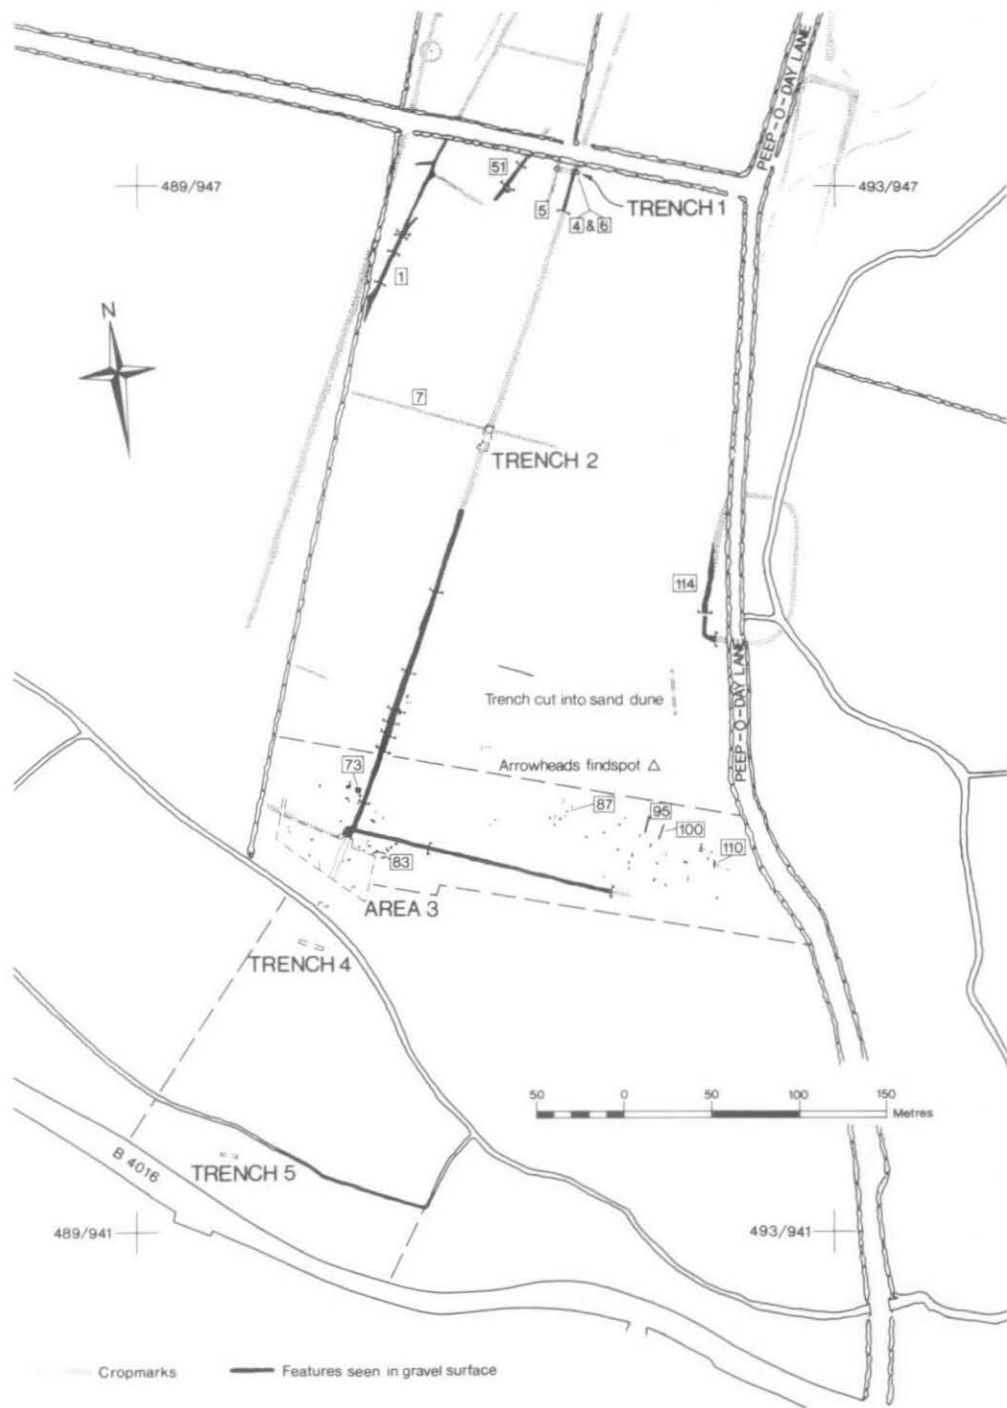 PEEP-O-DAY LANE
489/947
51
493/947
5
TRENCH 1
4 & 6
1
N
7
TRENCH 2
114
Trench cut into sand dune
PEEP-O-DAY LANE
Arrowheads findspot △
73
87
95
100
110
83
AREA 3
TRENCH 4
50 0 50 100 150
Metres
B 4016
TRENCH 5
489/941
493/941
Cropmarks
Features seen in gravel surface